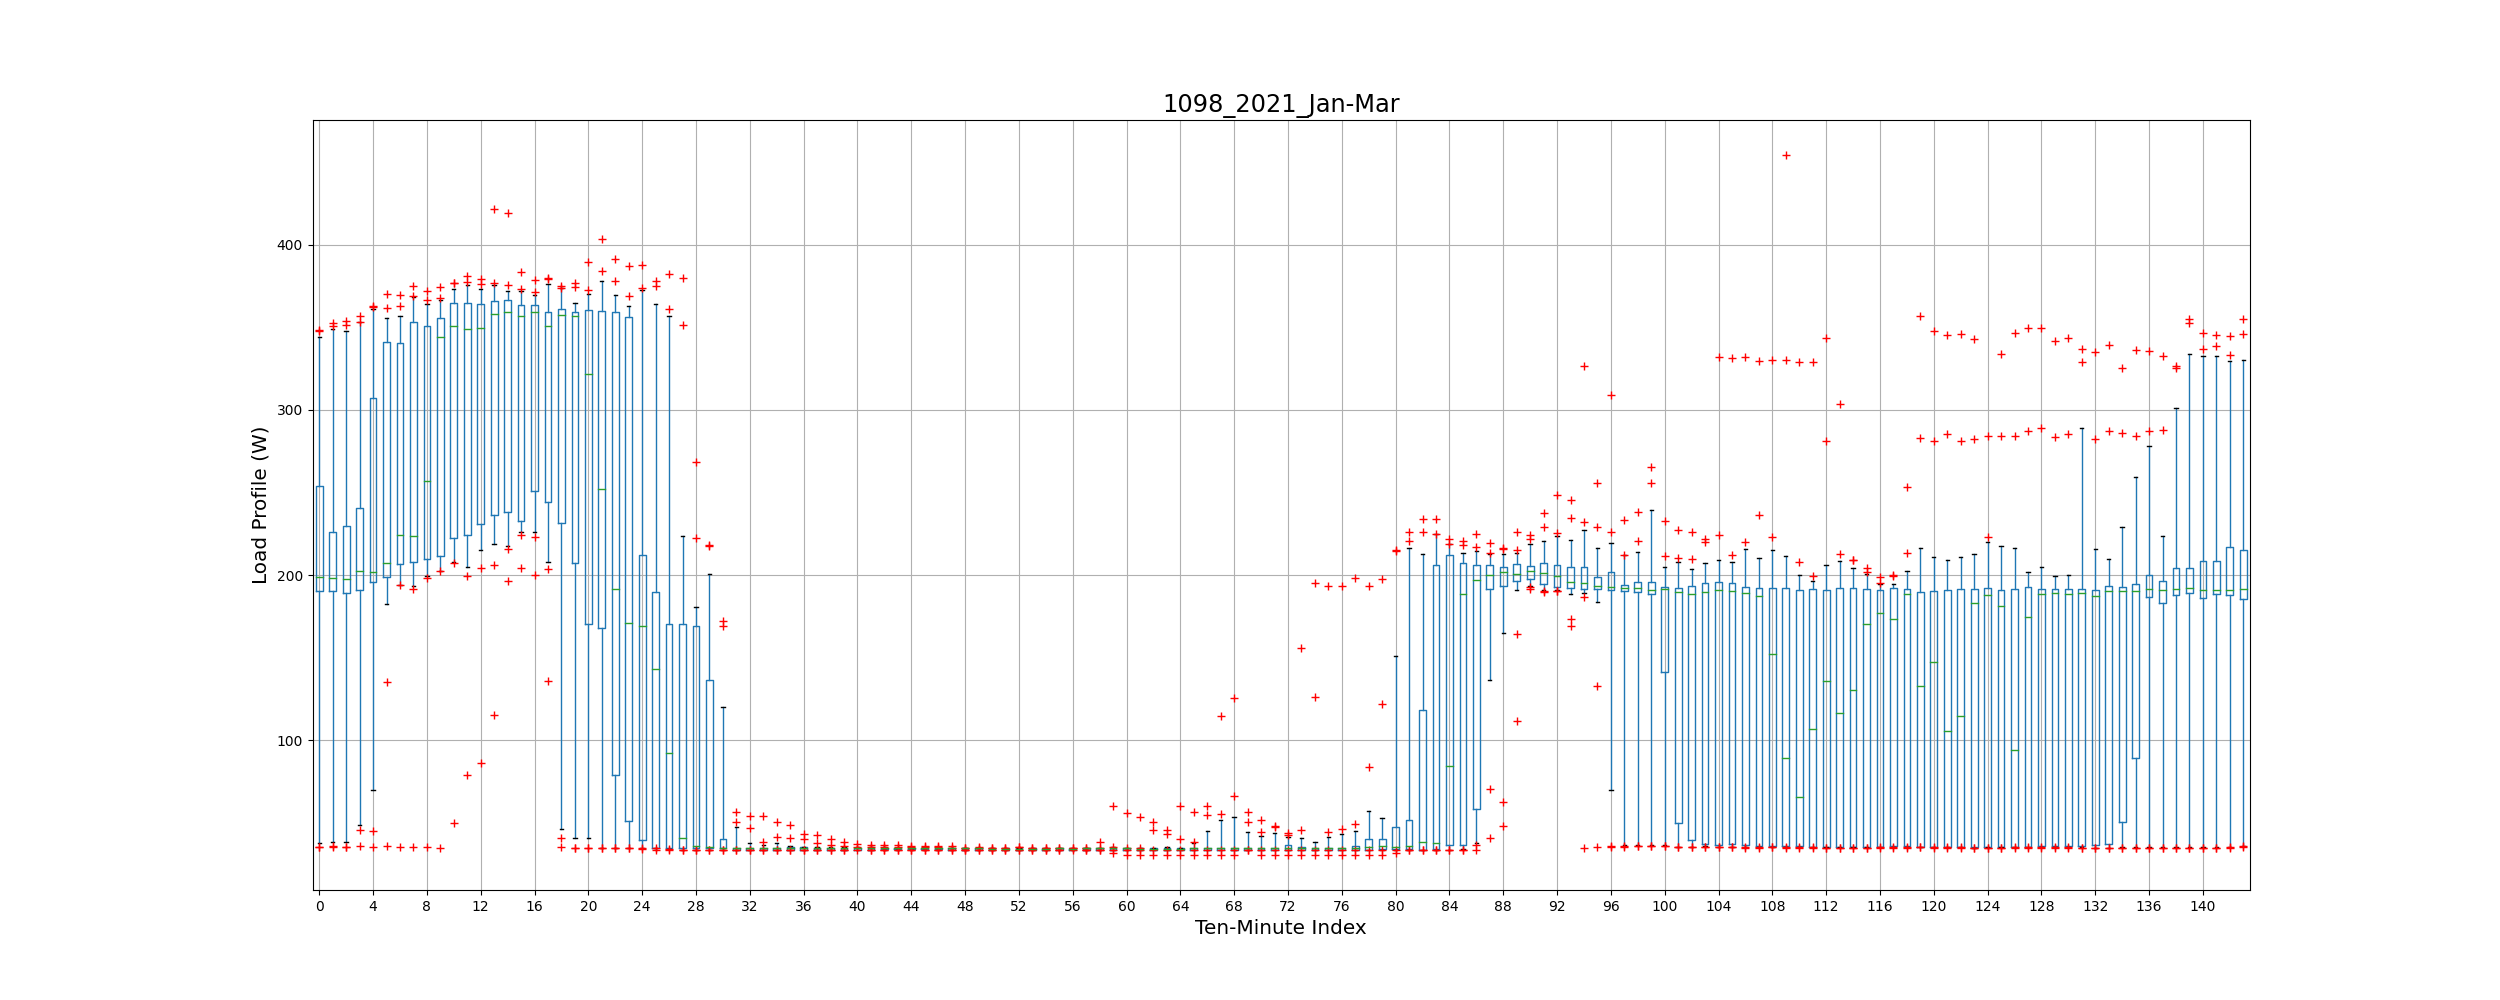 1098_2021_Jan-Mar
Load Profile (W)
400
300
200
100
0 4 8 12 16 20 24 28 32 36 40 44 48 52 56 60 64 68 72 76 80 84 88 92 96 100 104 108 112 116 120 124 128 132 136 140
Ten-Minute Index